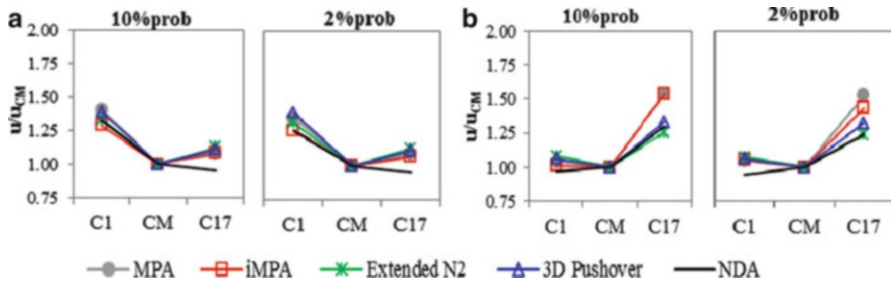 a
10%prob
2%prob
b
10%prob
2%prob
u/uCM
2.00
1.75
1.50
1.25
1.00
0.75
C1 CM C17
C1 CM C17
u/uCM
2.00
1.75
1.50
1.25
1.00
0.75
C1 CM C17
C1 CM C17
MPA iMPA Extended N2 3D Pushover NDA